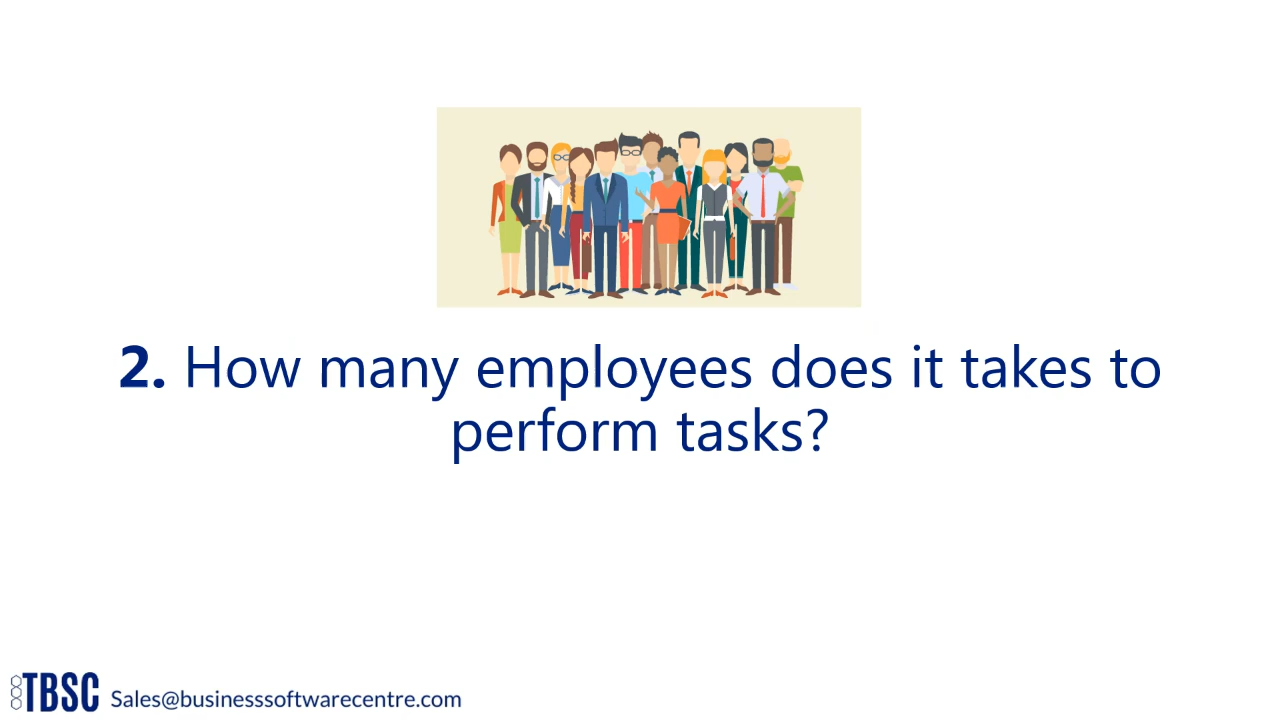 2. How many employees does it takes to
perform tasks?
TBSC Sales@businesssoftwarecentre.com